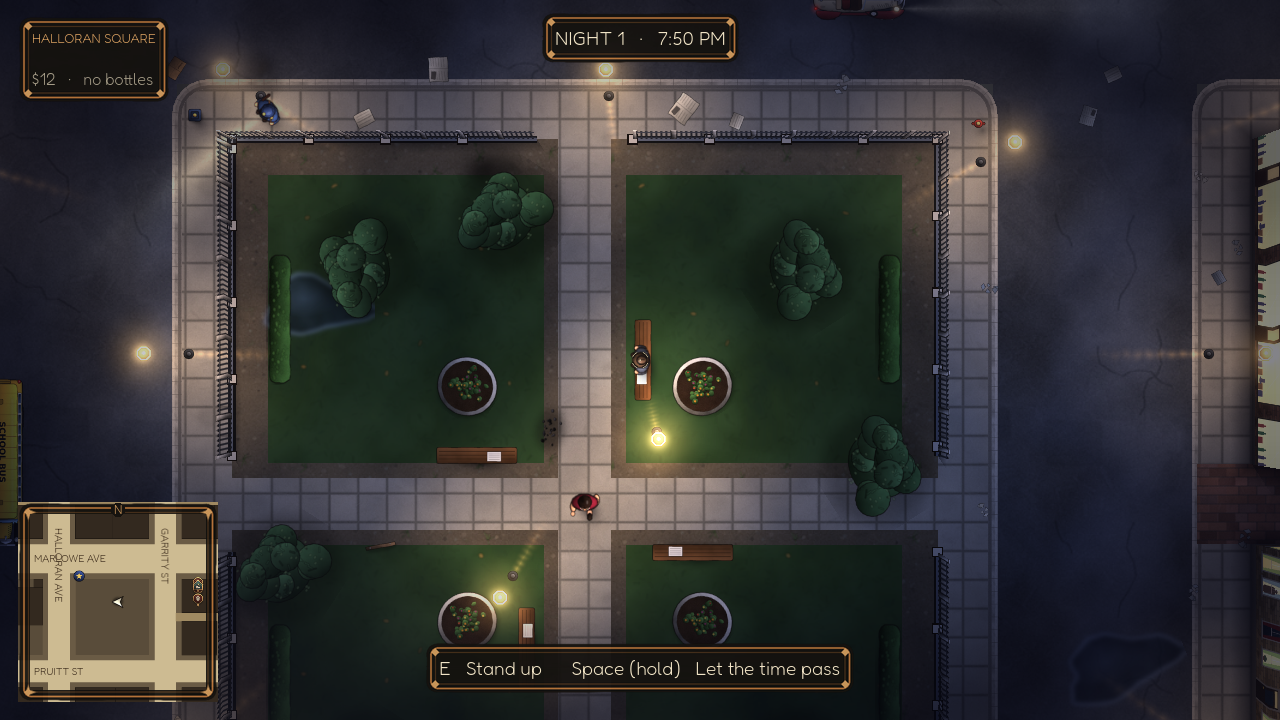 HALLORAN SQUARE
$12 · no bottles
NIGHT 1 · 7:50 PM
SCHOOL BUS
N
HALLORAN AVE
GARRITY ST
MARLOWE AVE
PRUITT ST
E Stand up Space (hold) Let the time pass